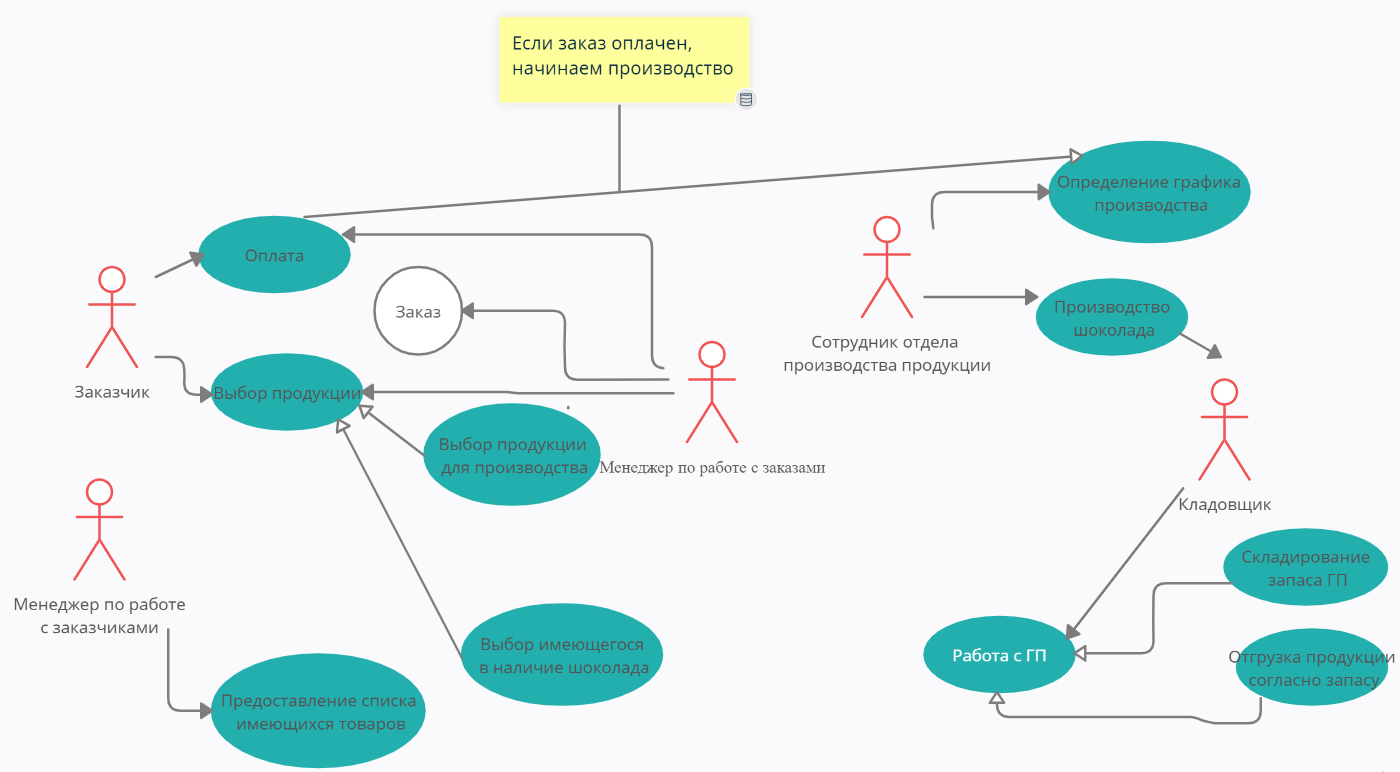 Если заказ оплачен,
начинаем производство
Определение графика
производства
Оплата
Заказ
Производство
шоколада
Сотрудник отдела
производства продукции
Заказчик
Выбор продукции
Выбор продукции
для производства
Менеджер по работе с заказами
Кладовщик
Складирование
запаса ГП
Менеджер по работе
с заказчиками
Выбор имеющегося
в наличие шоколада
Работа с ГП
Отгрузка продукции
согласно запасу
Предоставление списка
имеющихся товаров